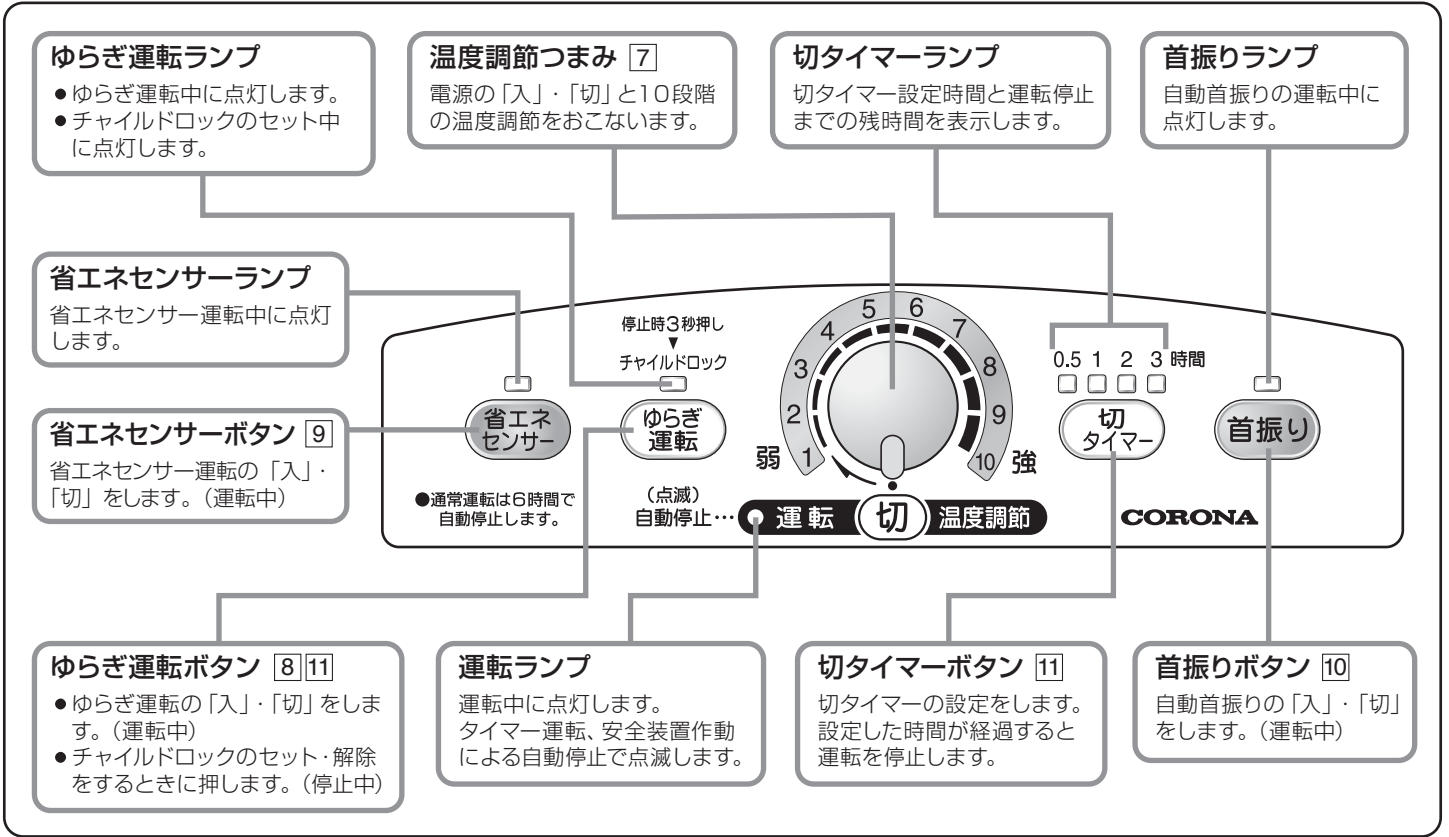 ゆらぎ運転ランプ
●ゆらぎ運転中に点灯します。
●チャイルドロックのセット中
に点灯します。
温度調節つまみ 7
電源の「入」・「切」と10段階
の温度調節をおこないます。
切タイマーランプ
切タイマー設定時間と運転停止
までの残時間を表示します。
首振りランプ
自動首振りの運転中に
点灯します。
省エネセンサーランプ
省エネセンサー運転中に点灯
します。
省エネセンサーボタン 9
省エネセンサー運転の「入」・
「切」をします。(運転中)
停止時3秒押し
▼
チャイルドロック
省エネ
センサー
ゆらぎ
運転
●通常運転は6時間で
自動停止します。
(点滅)
自動停止…
弱 1 2 3 4 5 6 7 8 9 10 強
運転 切 温度調節
0.5 1 2 3 時間
切
タイマー
首振り
CORONA
ゆらぎ運転ボタン 8 11
●ゆらぎ運転の「入」・「切」をしま
す。(運転中)
●チャイルドロックのセット・解除
をするときに押します。(停止中)
運転ランプ
運転中に点灯します。
タイマー運転、安全装置作動
による自動停止で点滅します。
切タイマーボタン 11
切タイマーの設定をします。
設定した時間が経過すると
運転を停止します。
首振りボタン 10
自動首振りの「入」・「切」
をします。(運転中)